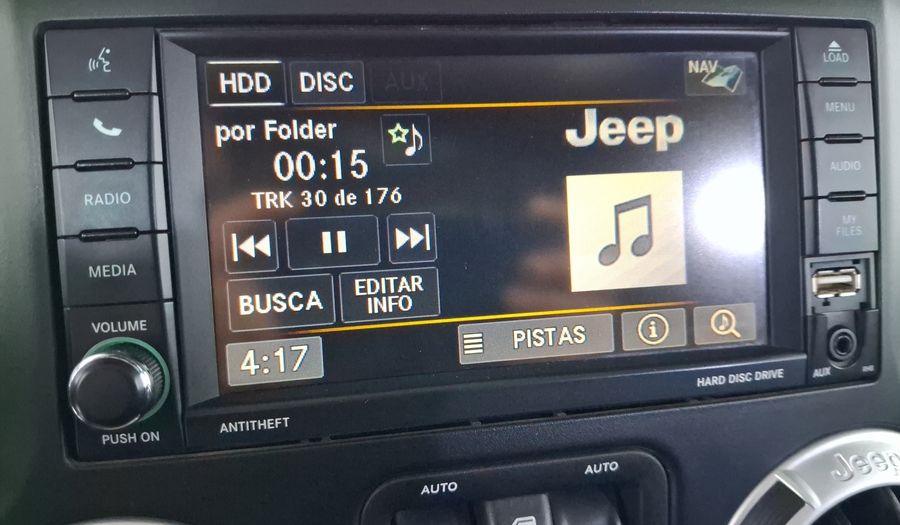 HDD DISC AUX NAV
por Folder
00:15
TRK 30 de 176
Jeep
BUSCA
EDITAR
INFO
4:17
PISTAS
RADIO
MEDIA
VOLUME
PUSH ON
ANTITHEFT
LOAD
MENU
AUDIO
MY
FILES
AUX
HARD DISC DRIVE
AUTO
AUTO
Jeep